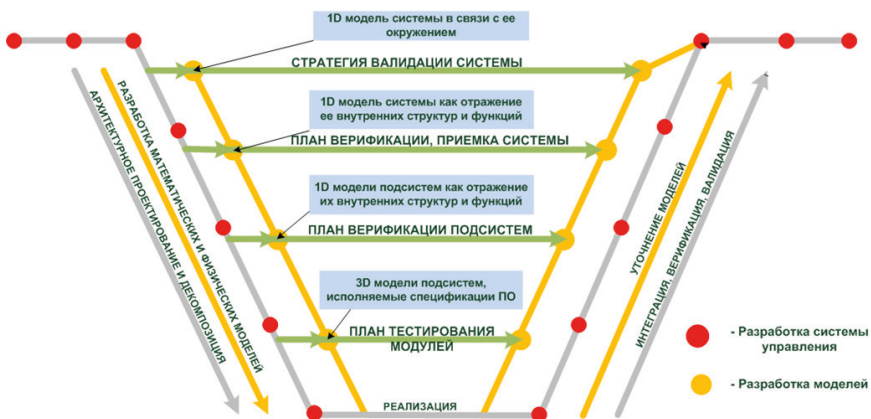 1D модель системы в связи с ее
окружением
СТРАТЕГИЯ ВАЛИДАЦИИ СИСТЕМЫ
1D модель системы как отражение
ее внутренних структур и функций
ПЛАН ВЕРИФИКАЦИИ, ПРИЕМКА СИСТЕМЫ
1D модели подсистем как отражение
их внутренних структур и функций
ПЛАН ВЕРИФИКАЦИИ ПОДСИСТЕМ
3D модели подсистем,
исполняемые спецификации ПО
ПЛАН ТЕСТИРОВАНИЯ
МОДУЛЕЙ
РЕАЛИЗАЦИЯ
АРХИТЕКТУРНОЕ ПРОЕКТИРОВАНИЕ И ДЕКОМПОЗИЦИЯ
РАЗРАБОТКА МАТЕМАТИЧЕСКИХ И ФИЗИЧЕСКИХ МОДЕЛЕЙ
УТОЧНЕНИЕ МОДЕЛЕЙ
ИНТЕГРАЦИЯ, ВЕРИФИКАЦИЯ, ВАЛИДАЦИЯ
- Разработка системы
управления
- Разработка моделей